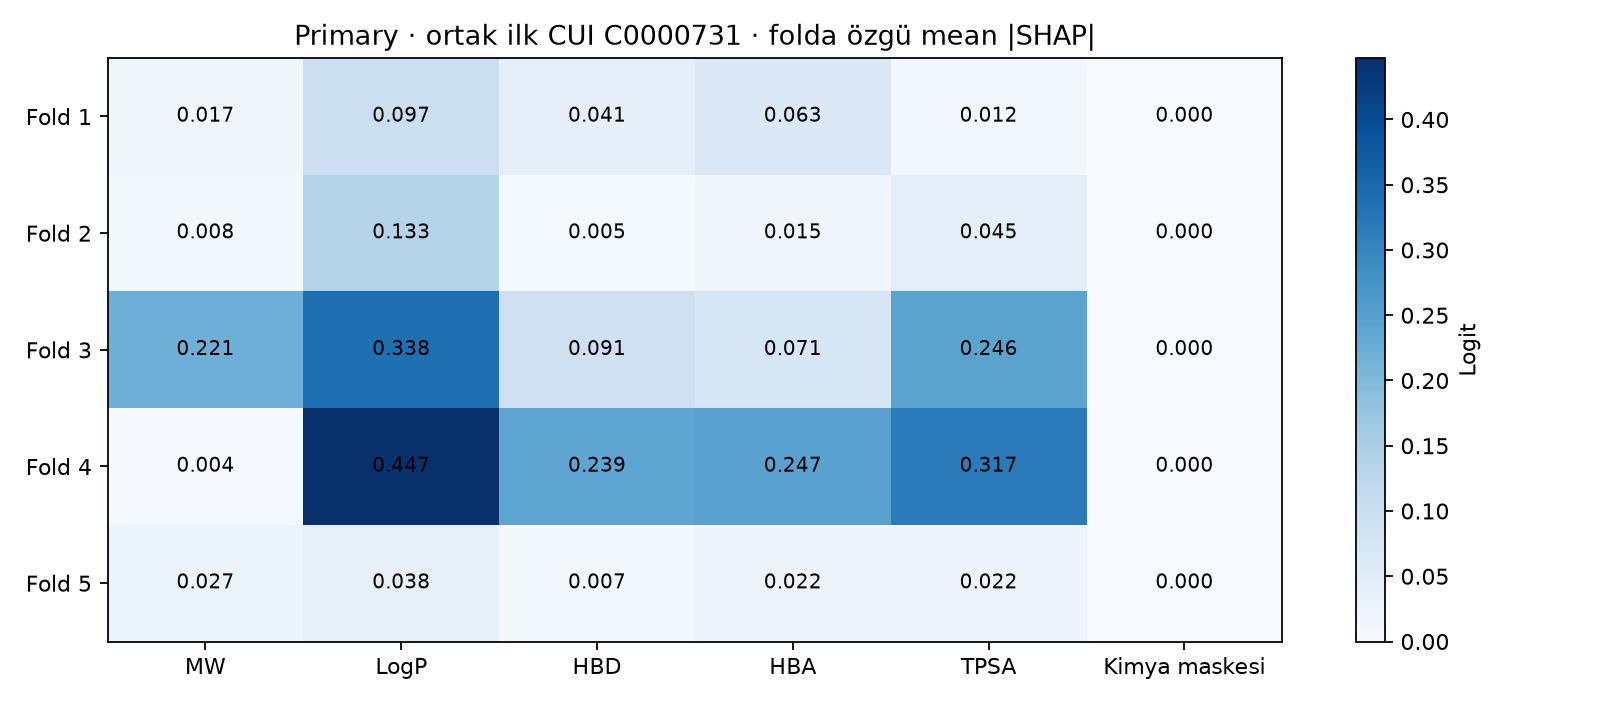 Primary · ortak ilk CUI C0000731 · folda özgü mean |SHAP|
Fold 1 0.017 0.097 0.041 0.063 0.012 0.000
Fold 2 0.008 0.133 0.005 0.015 0.045 0.000
Fold 3 0.221 0.338 0.091 0.071 0.246 0.000
Fold 4 0.004 0.447 0.239 0.247 0.317 0.000
Fold 5 0.027 0.038 0.007 0.022 0.022 0.000
MW LogP HBD HBA TPSA Kimya maskesi
0.40
0.35
0.30
0.25
0.20
0.15
0.10
0.05
0.00
Logit